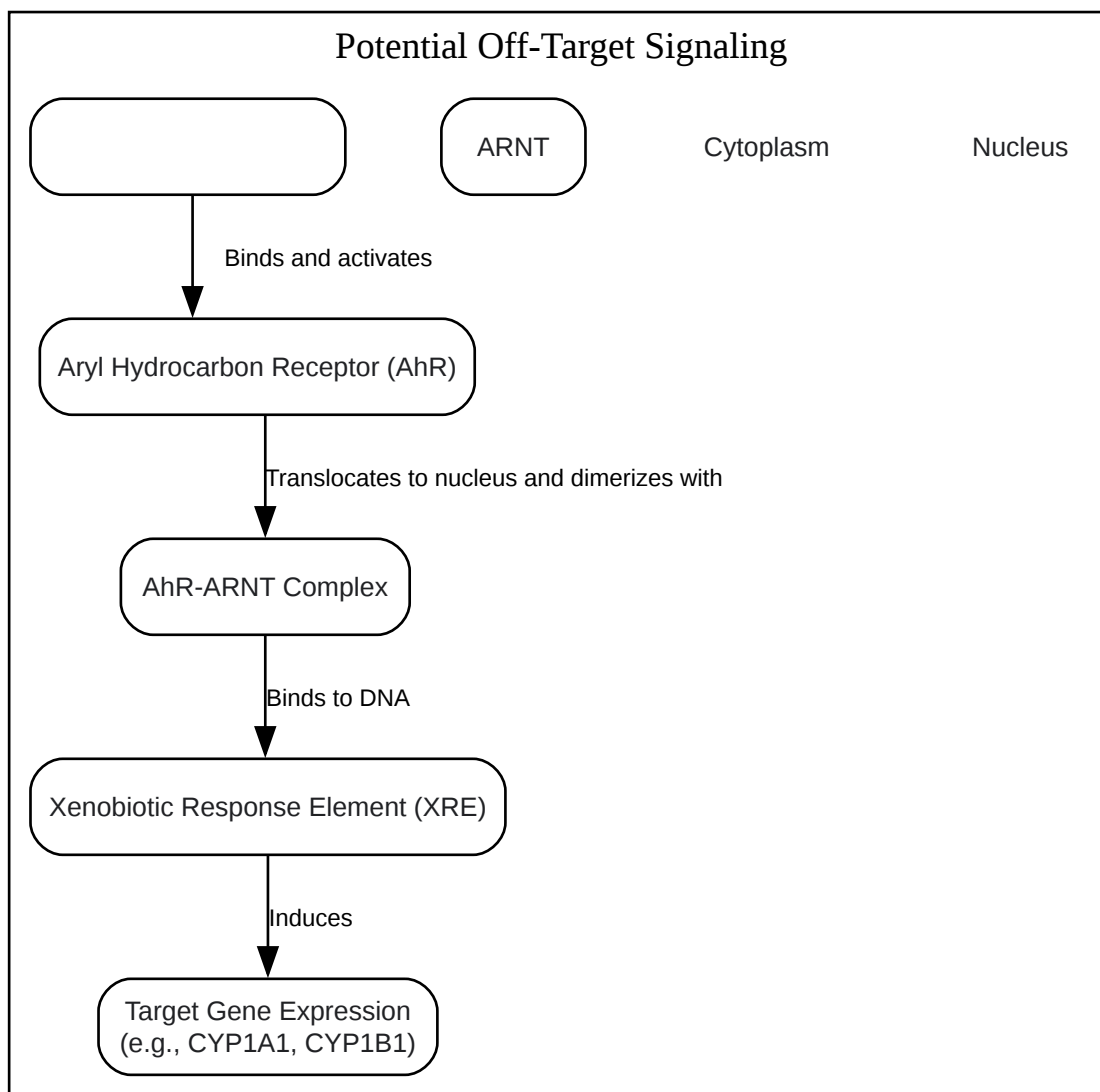 Potential Off-Target Signaling
ARNT
Cytoplasm
Nucleus
Binds and activates
Aryl Hydrocarbon Receptor (AhR)
Translocates to nucleus and dimerizes with
AhR-ARNT Complex
Binds to DNA
Xenobiotic Response Element (XRE)
Induces
Target Gene Expression
(e.g., CYP1A1, CYP1B1)